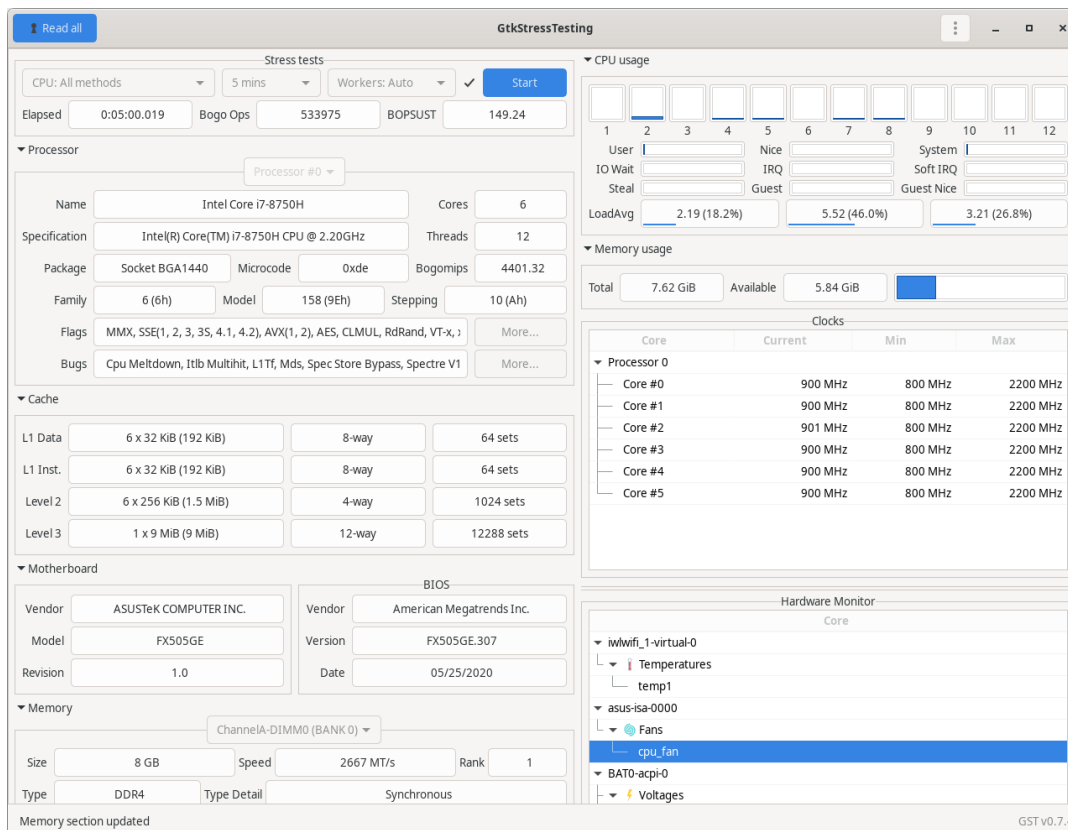 Read all
GtkStressTesting
Stress tests
CPU: All methods 5 mins Workers: Auto Start
Elapsed 0:05:00.019 Bogo Ops 533975 BOPSUST 149.24
Processor
Processor #0
Name Intel Core i7-8750H Cores 6
Specification Intel(R) Core(TM) i7-8750H CPU @ 2.20GHz Threads 12
Package Socket BGA1440 Microcode 0xde Bogomips 4401.32
Family 6 (6h) Model 158 (9Eh) Stepping 10 (Ah)
Flags MMX, SSE(1, 2, 3, 3S, 4.1, 4.2), AVX(1, 2), AES, CLMUL, RdRand, VT-x, More...
Bugs Cpu Meltdown, Itlb Multihit, L1Tf, Mds, Spec Store Bypass, Spectre V1 More...
Cache
L1 Data 6 x 32 KiB (192 KiB) 8-way 64 sets
L1 Inst. 6 x 32 KiB (192 KiB) 8-way 64 sets
Level 2 6 x 256 KiB (1.5 MiB) 4-way 1024 sets
Level 3 1 x 9 MiB (9 MiB) 12-way 12288 sets
Motherboard
Vendor ASUSTeK COMPUTER INC.
Model FX505GE
Revision 1.0
BIOS
Vendor American Megatrends Inc.
Version FX505GE.307
Date 05/25/2020
Memory
ChannelA-DIMM0 (BANK 0)
Size 8 GB Speed 2667 MT/s Rank 1
Type DDR4 Type Detail Synchronous
CPU usage
1 2 3 4 5 6 7 8 9 10 11 12
User Nice System
IO Wait IRQ Soft IRQ
Steal Guest Guest Nice
LoadAvg 2.19 (18.2%) 5.52 (46.0%) 3.21 (26.8%)
Memory usage
Total 7.62 GiB Available 5.84 GiB
Clocks
Core Current Min Max
Processor 0
Core #0 900 MHz 800 MHz 2200 MHz
Core #1 900 MHz 800 MHz 2200 MHz
Core #2 901 MHz 800 MHz 2200 MHz
Core #3 900 MHz 800 MHz 2200 MHz
Core #4 900 MHz 800 MHz 2200 MHz
Core #5 900 MHz 800 MHz 2200 MHz
Hardware Monitor
Core
iwlwifi_1-virtual-0
Temperatures
temp1
asus-isa-0000
Fans
cpu_fan
BAT0-acpi-0
Voltages
Memory section updated
GST v0.7.